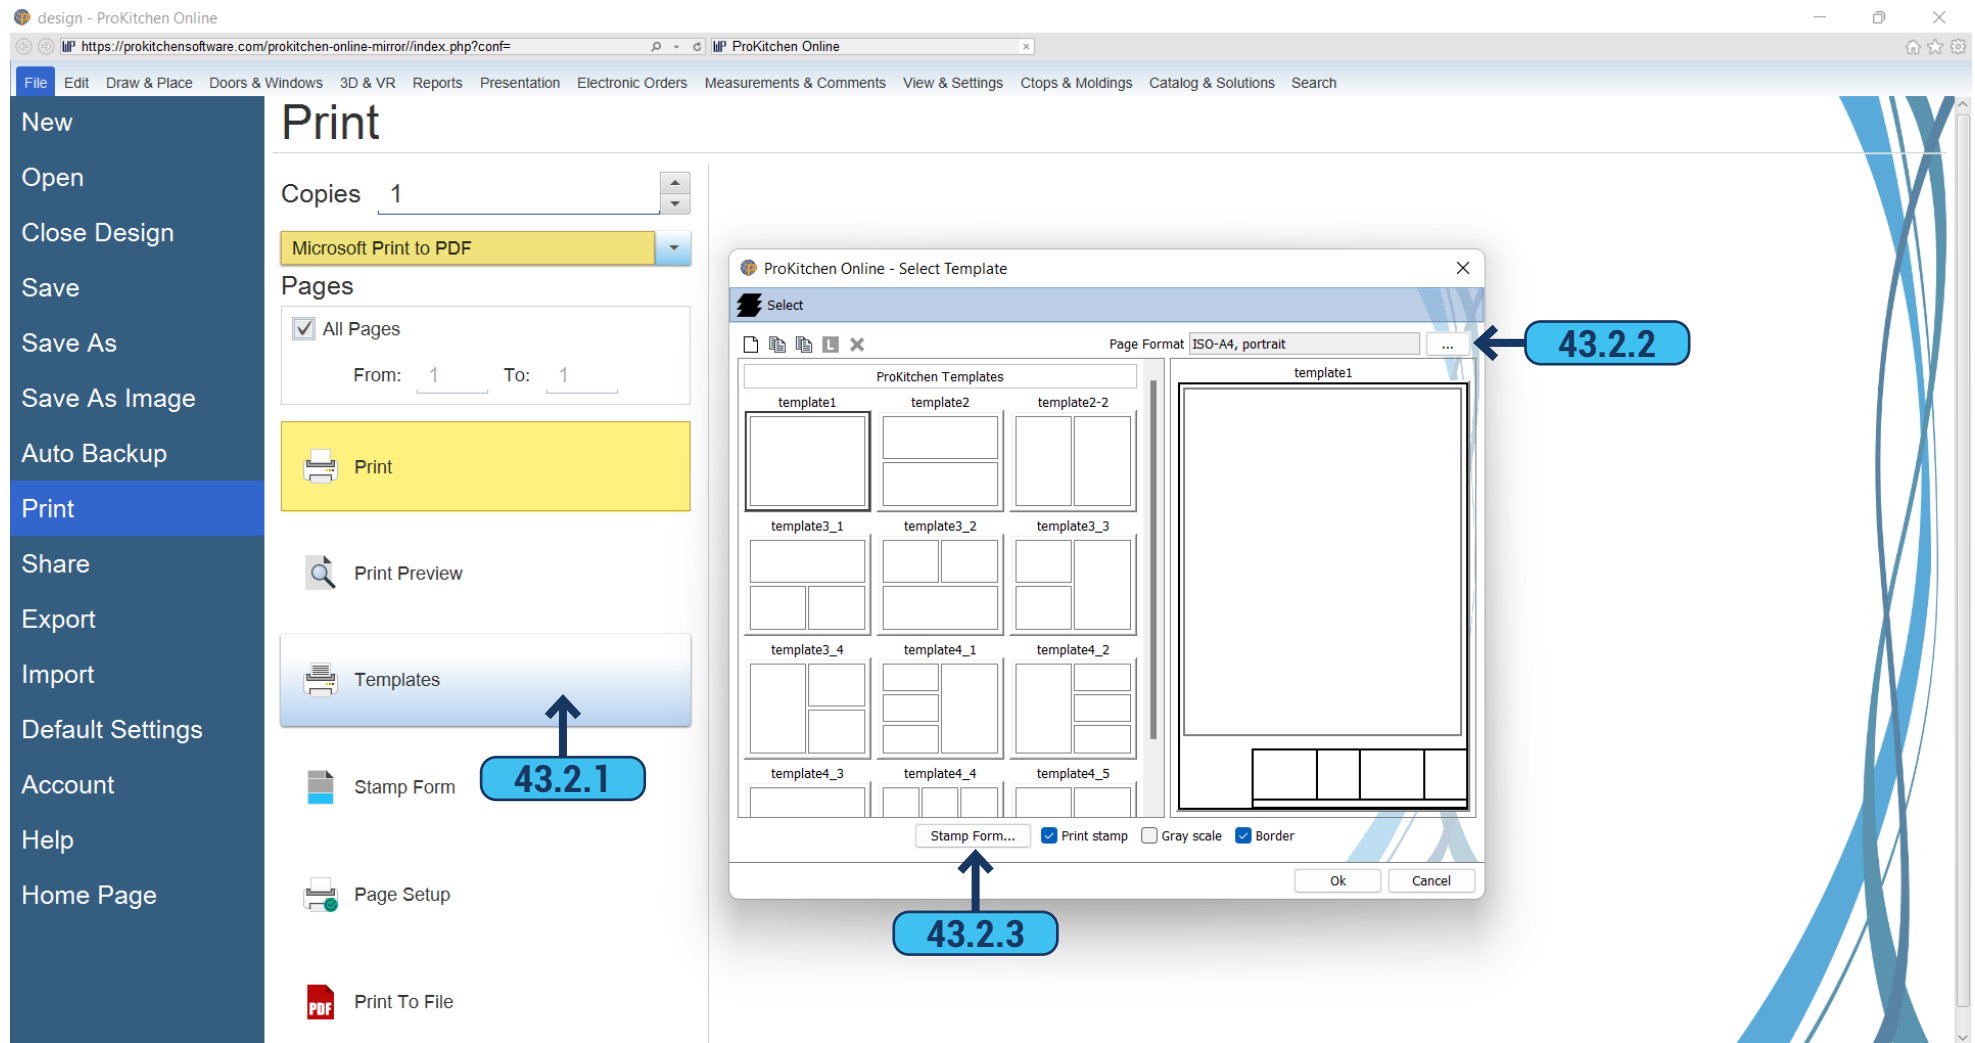 design - ProKitchen Online
https://prokitchensoftware.com/prokitchen-online-mirror//index.php?conf=
ProKitchen Online
File Edit Draw & Place Doors & Windows 3D & VR Reports Presentation Electronic Orders Measurements & Comments View & Settings Ctops & Moldings Catalog & Solutions Search
New
Open
Close Design
Save
Save As
Save As Image
Auto Backup
Print
Share
Export
Import
Default Settings
Account
Help
Home Page
Print
Copies 1
Microsoft Print to PDF
Pages
All Pages
From: 1 To: 1
Print
Print Preview
Templates
43.2.1
Stamp Form
Page Setup
PDF
Print To File
ProKitchen Online - Select Template
Select
L
Page Format ISO-A4, portrait ...
43.2.2
ProKitchen Templates
template1 template2 template2-2
template3_1 template3_2 template3_3
template3_4 template4_1 template4_2
template4_3 template4_4 template4_5
template1
Stamp Form... Print stamp Gray scale Border
Ok Cancel
43.2.3